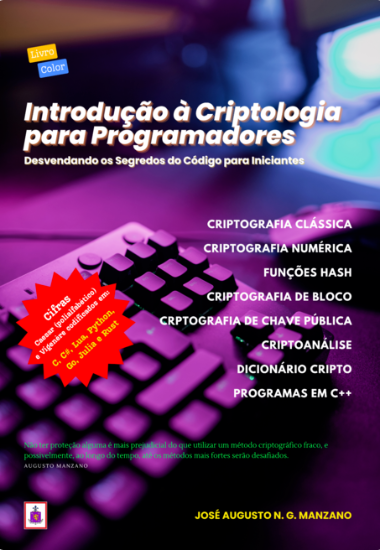 Livro
Color
Introdução à Criptologia
para Programadores
Desvendando os Segredos do Código para Iniciantes
CRIPTOGRAFIA CLÁSSICA
CRIPTOGRAFIA NUMÉRICA
FUNÇÕES HASH
CRIPTOGRAFIA DE BLOCO
CRPTOGRAFIA DE CHAVE PÚBLICA
CRIPTOANÁLISE
DICIONÁRIO CRIPTO
PROGRAMAS EM C++
Cifras
Caesar (polialfabético)
e Vigenere codificados em:
C, C#, Lua, Python,
Go, Julia e Rust
Não ter proteção alguma é mais prejudicial do que utilizar um método criptográfico fraco, e
possivelmente, ao longo do tempo, até os métodos mais fortes serão desafiados.
AUGUSTO MANZANO
JOSÉ AUGUSTO N. G. MANZANO